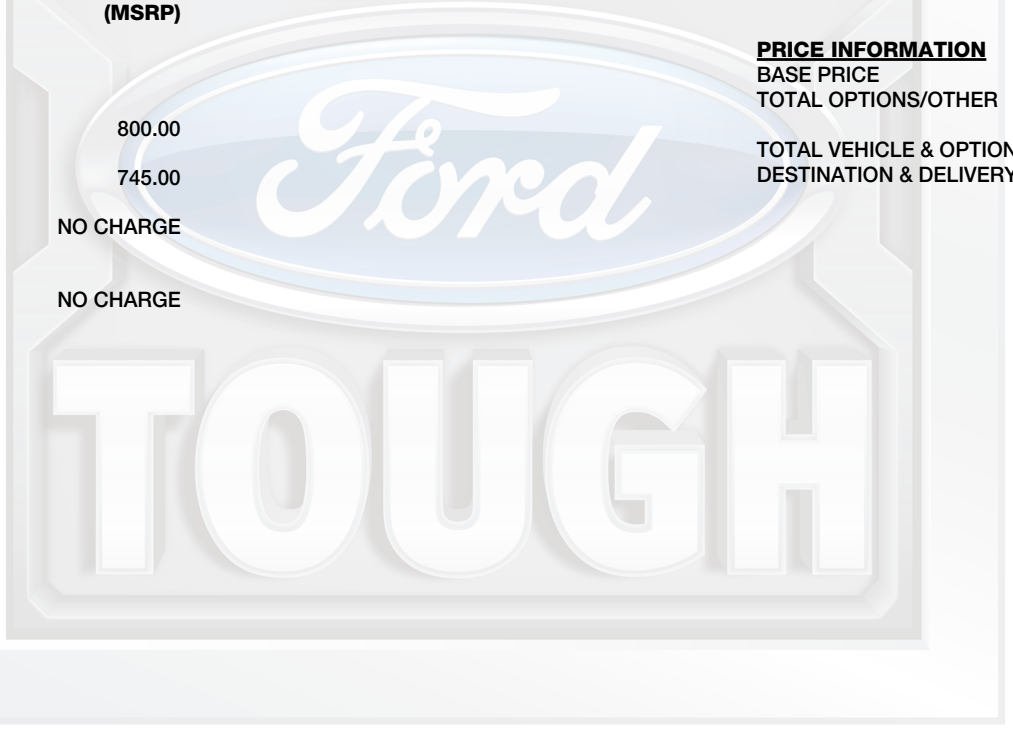 (MSRP)
800.00
745.00
NO CHARGE
NO CHARGE
PRICE INFORMATION
BASE PRICE
TOTAL OPTIONS/OTHER
TOTAL VEHICLE & OPTION
DESTINATION & DELIVERY
Ford
TOUGH